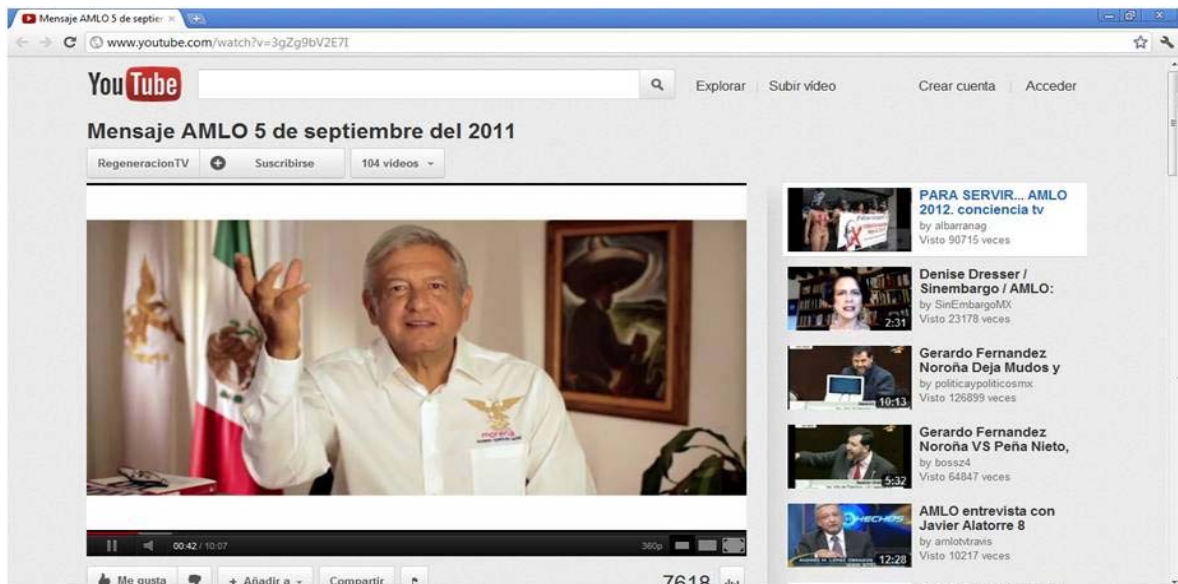 Mensaje AMLO 5 de septier
www.youtube.com/watch?v=3gZg9bV2E7I
YouTube
Explorar
Subir vídeo
Crear cuenta
Acceder
Mensaje AMLO 5 de septiembre del 2011
RegeneracionTV
Suscribirse
104 vídeos
morena
00:42 / 10:07
360p
Me gusta
+ Añadir a
Compartir
7618
PARA SERVIR... AMLO
2012. conciencia tv
by albarranag
Visto 90715 veces
Denise Dresser /
Sinembargo / AMLO:
by SinEmbargoMX
Visto 23178 veces
2:31
Gerardo Fernandez
Noroña Deja Mudos y
by politicaypoliticosmx
Visto 126899 veces
10:13
Gerardo Fernandez
Noroña VS Peña Nieto,
by bossz4
Visto 64847 veces
5:32
AMLO entrevista con
Javier Alatorre 8
by amlotvtravis
Visto 10217 veces
HECHOS
12:28